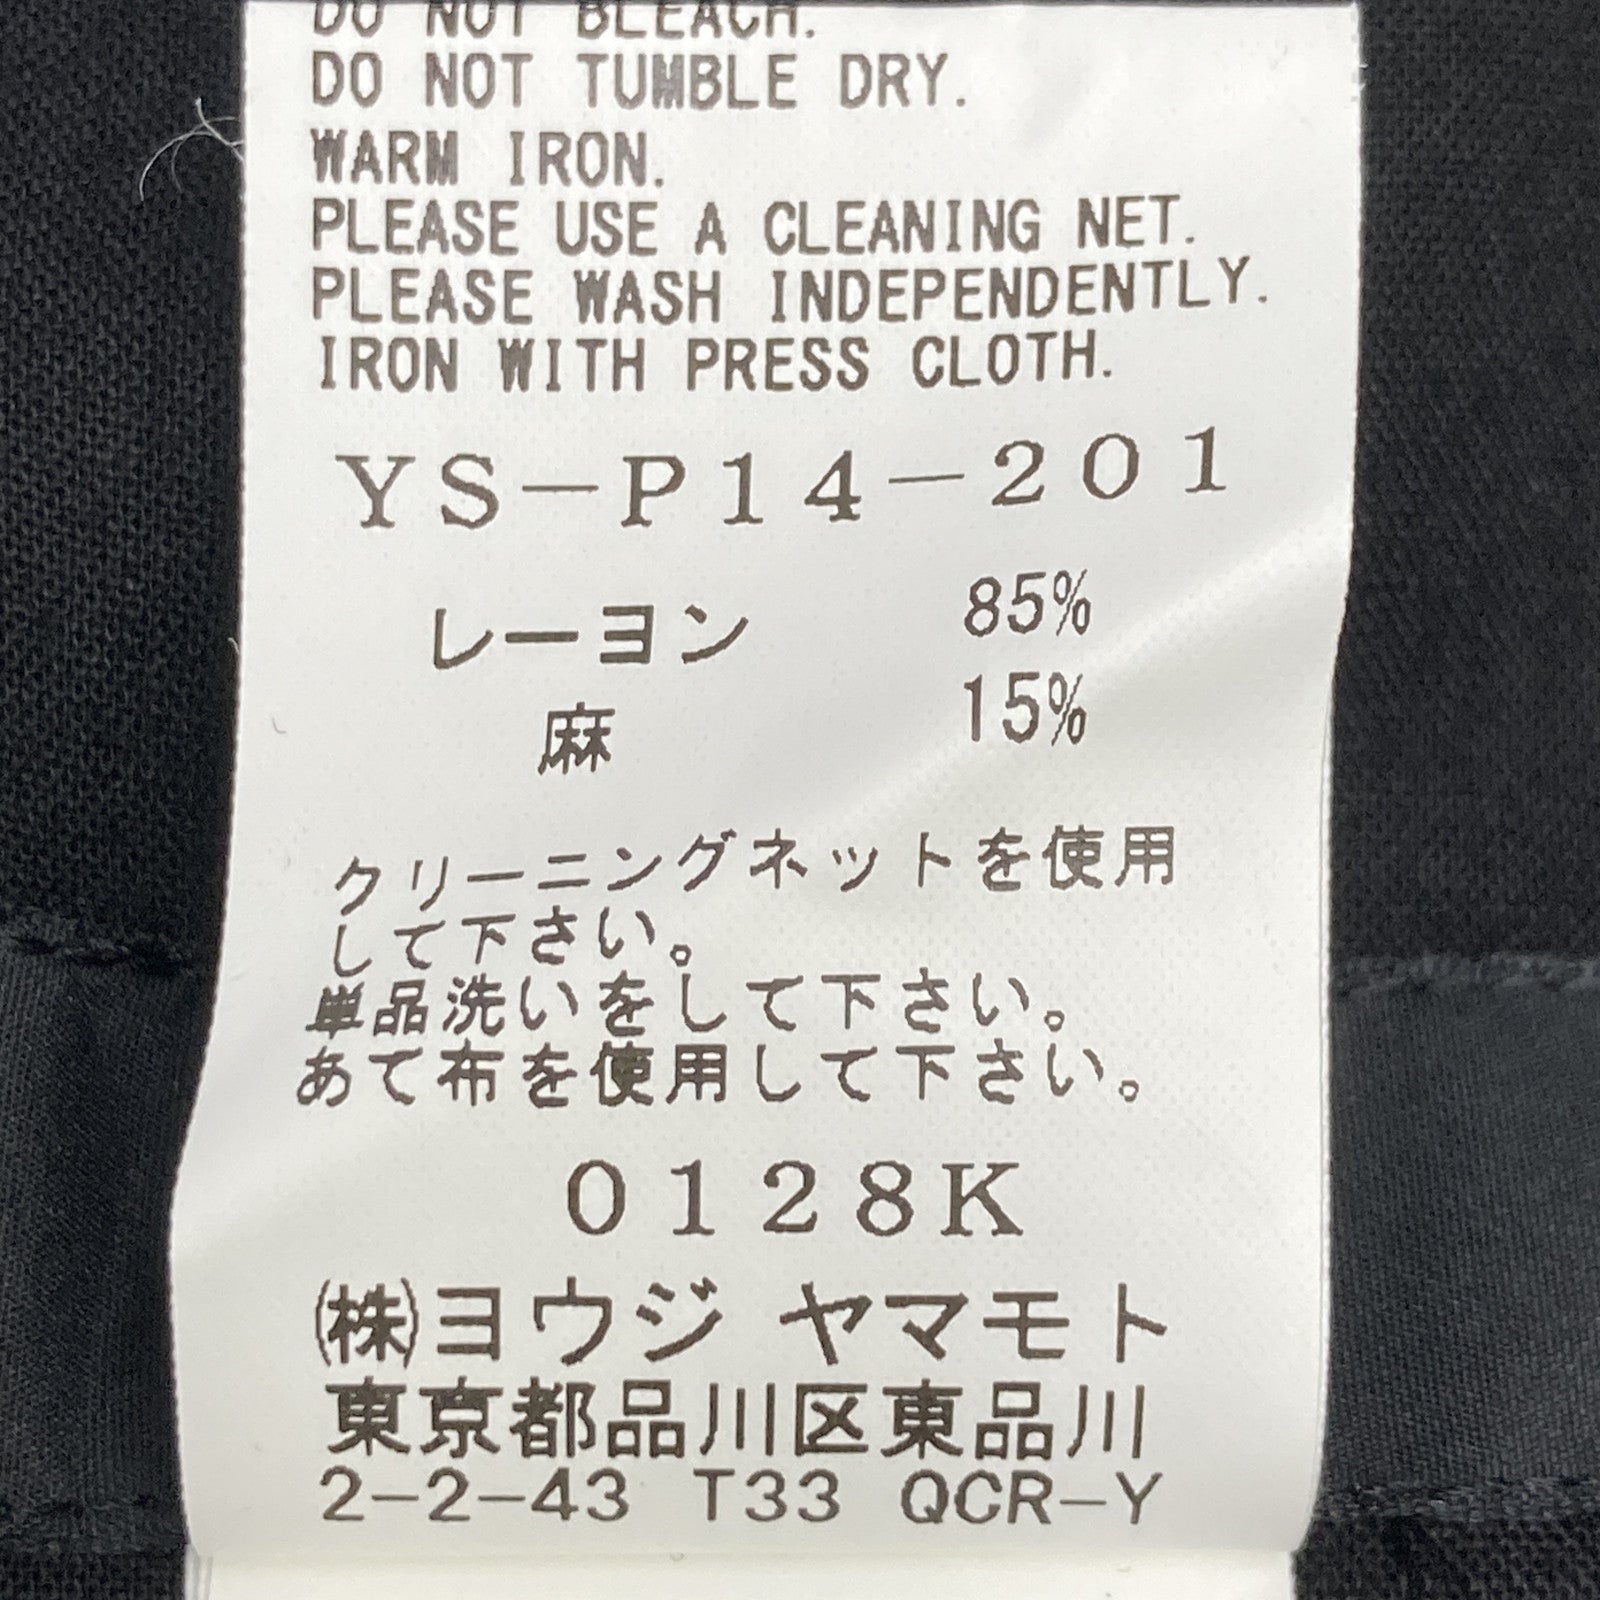 DO NOT BLEACH.
DO NOT TUMBLE DRY.
WARM IRON.
PLEASE USE A CLEANING NET.
PLEASE WASH INDEPENDENTLY.
IRON WITH PRESS CLOTH.
YS-P14-201
レーヨン 85%
麻 15%
クリーニングネットを使用
して下さい。
単品洗いをして下さい。
あて布を使用して下さい。
0128K
(株)ヨウジ ヤマモト
東京都品川区東品川
2-2-43 T33 QCR-Y